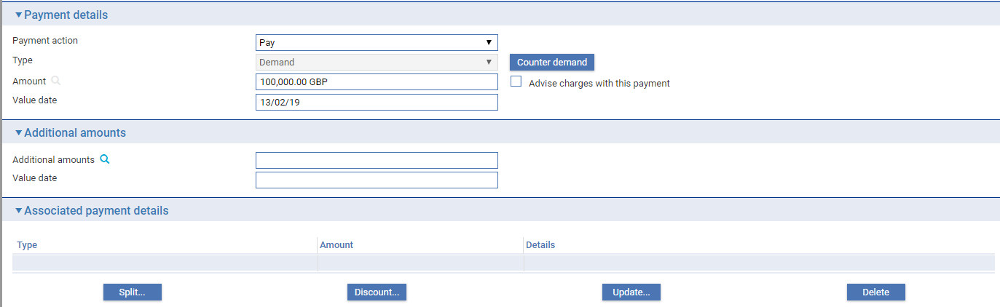 Payment details
Payment action Pay
Type Demand Counter demand
Amount 100,000.00 GBP Advise charges with this payment
Value date 13/02/19
Additional amounts
Additional amounts
Value date
Associated payment details
Type Amount Details
Split... Discount... Update... Delete